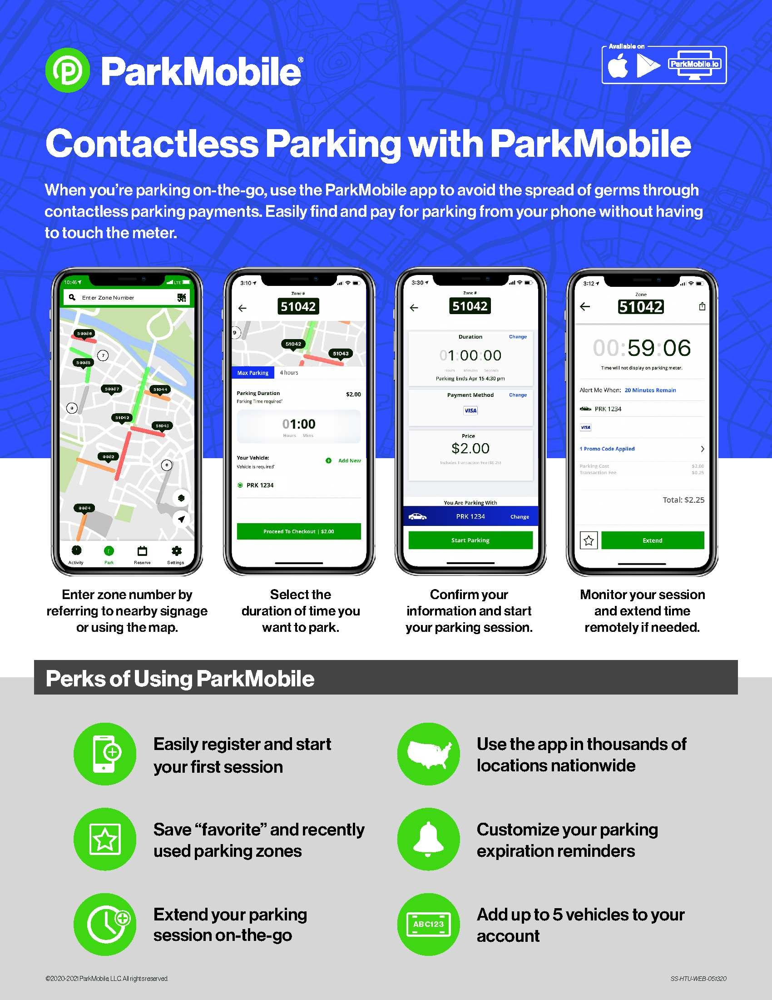 ParkMobile®
Available on
ParkMobile.io
Contactless Parking with ParkMobile
When you’re parking on-the-go, use the ParkMobile app to avoid the spread of germs through
contactless parking payments. Easily find and pay for parking from your phone without having
to touch the meter.
10:46
LTE
Enter Zone Number
59986
7
59985
59987
51044
9
51042
51043
9982
6
9984
Activity
Park
Reserve
Settings
3:10
Zone #
51042
9
51042
51043
Max Parking
4 hours
Parking Duration
$2.00
Parking Time required*
01:00
Hours Mins
Your Vehicle:
Add New
Vehicle is required*
PRK 1234
Proceed To Checkout | $2.00
3:30
Zone #
51042
Duration
Change
01:00:00
Hours Minutes Seconds
Parking Ends Apr 15 4:30 pm
Payment Method
Change
VISA
Price
$2.00
Includes Transaction Fee ($0.25)
You Are Parking With
PRK 1234
Change
Start Parking
3:12
Zone
51042
00:59:06
Time will not display on parking meter.
Alert Me When: 20 Minutes Remain
PRK 1234
VISA
1 Promo Code Applied
Parking Cost $2.00
Transaction Fee $0.25
Total: $2.25
Extend
Enter zone number by
referring to nearby signage
or using the map.
Select the
duration of time you
want to park.
Confirm your
information and start
your parking session.
Monitor your session
and extend time
remotely if needed.
Perks of Using ParkMobile
Easily register and start
your first session
Use the app in thousands of
locations nationwide
Save “favorite” and recently
used parking zones
Customize your parking
expiration reminders
Extend your parking
session on-the-go
ABC123
Add up to 5 vehicles to your
account
©2020-2021 ParkMobile, LLC. All rights reserved.
SS-HTU-WEB-051320